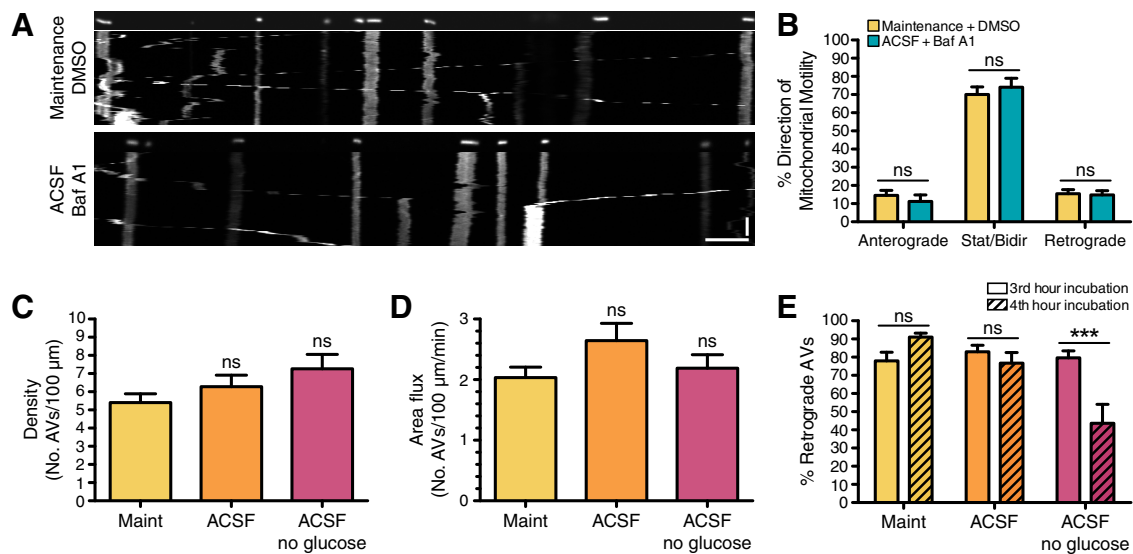 A
Maintenance
DMSO
ACSF
Baf A1
B
Maintenance + DMSO
ACSF + Baf A1
% Direction of
Mitochondrial Motility
100
90
80
70
60
50
40
30
20
10
0
ns
ns
ns
Anterograde
Stat/Bidir
Retrograde
C
Density
(No. AVs/100 µm)
10
9
8
7
6
5
4
3
2
1
0
ns
ns
Maint
ACSF
ACSF
no glucose
D
Area flux
(No. AVs/100 µm/min)
3
2
1
0
ns
ns
Maint
ACSF
ACSF
no glucose
E
3rd hour incubation
4th hour incubation
% Retrograde AVs
100
90
80
70
60
50
40
30
20
10
0
ns
ns
***
Maint
ACSF
ACSF
no glucose